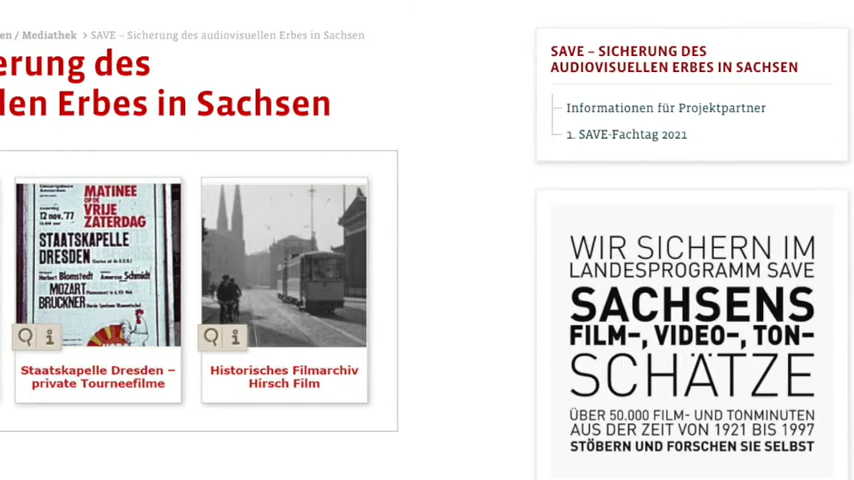 en / Mediathek > SAVE – Sicherung des audiovisuellen Erbes in Sachsen
erung des
len Erbes in Sachsen
MATINEE
OP DE
VRIJE
ZATERDAG
12 nov. '77
STAATSKAPELLE
DRESDEN
Herbert Blomstedt Annerose Schmidt
MOZART
BRUCKNER
Staatskapelle Dresden –
private Tourneefilme
Historisches Filmarchiv
Hirsch Film
SAVE – SICHERUNG DES
AUDIOVISUELLEN ERBES IN SACHSEN
Informationen für Projektpartner
1. SAVE-Fachtag 2021
WIR SICHERN IM
LANDESPROGRAMM SAVE
SACHSENS
FILM-, VIDEO-, TON-
SCHÄTZE
ÜBER 50.000 FILM- UND TONMINUTEN
AUS DER ZEIT VON 1921 BIS 1997
STÖBERN UND FORSCHEN SIE SELBST